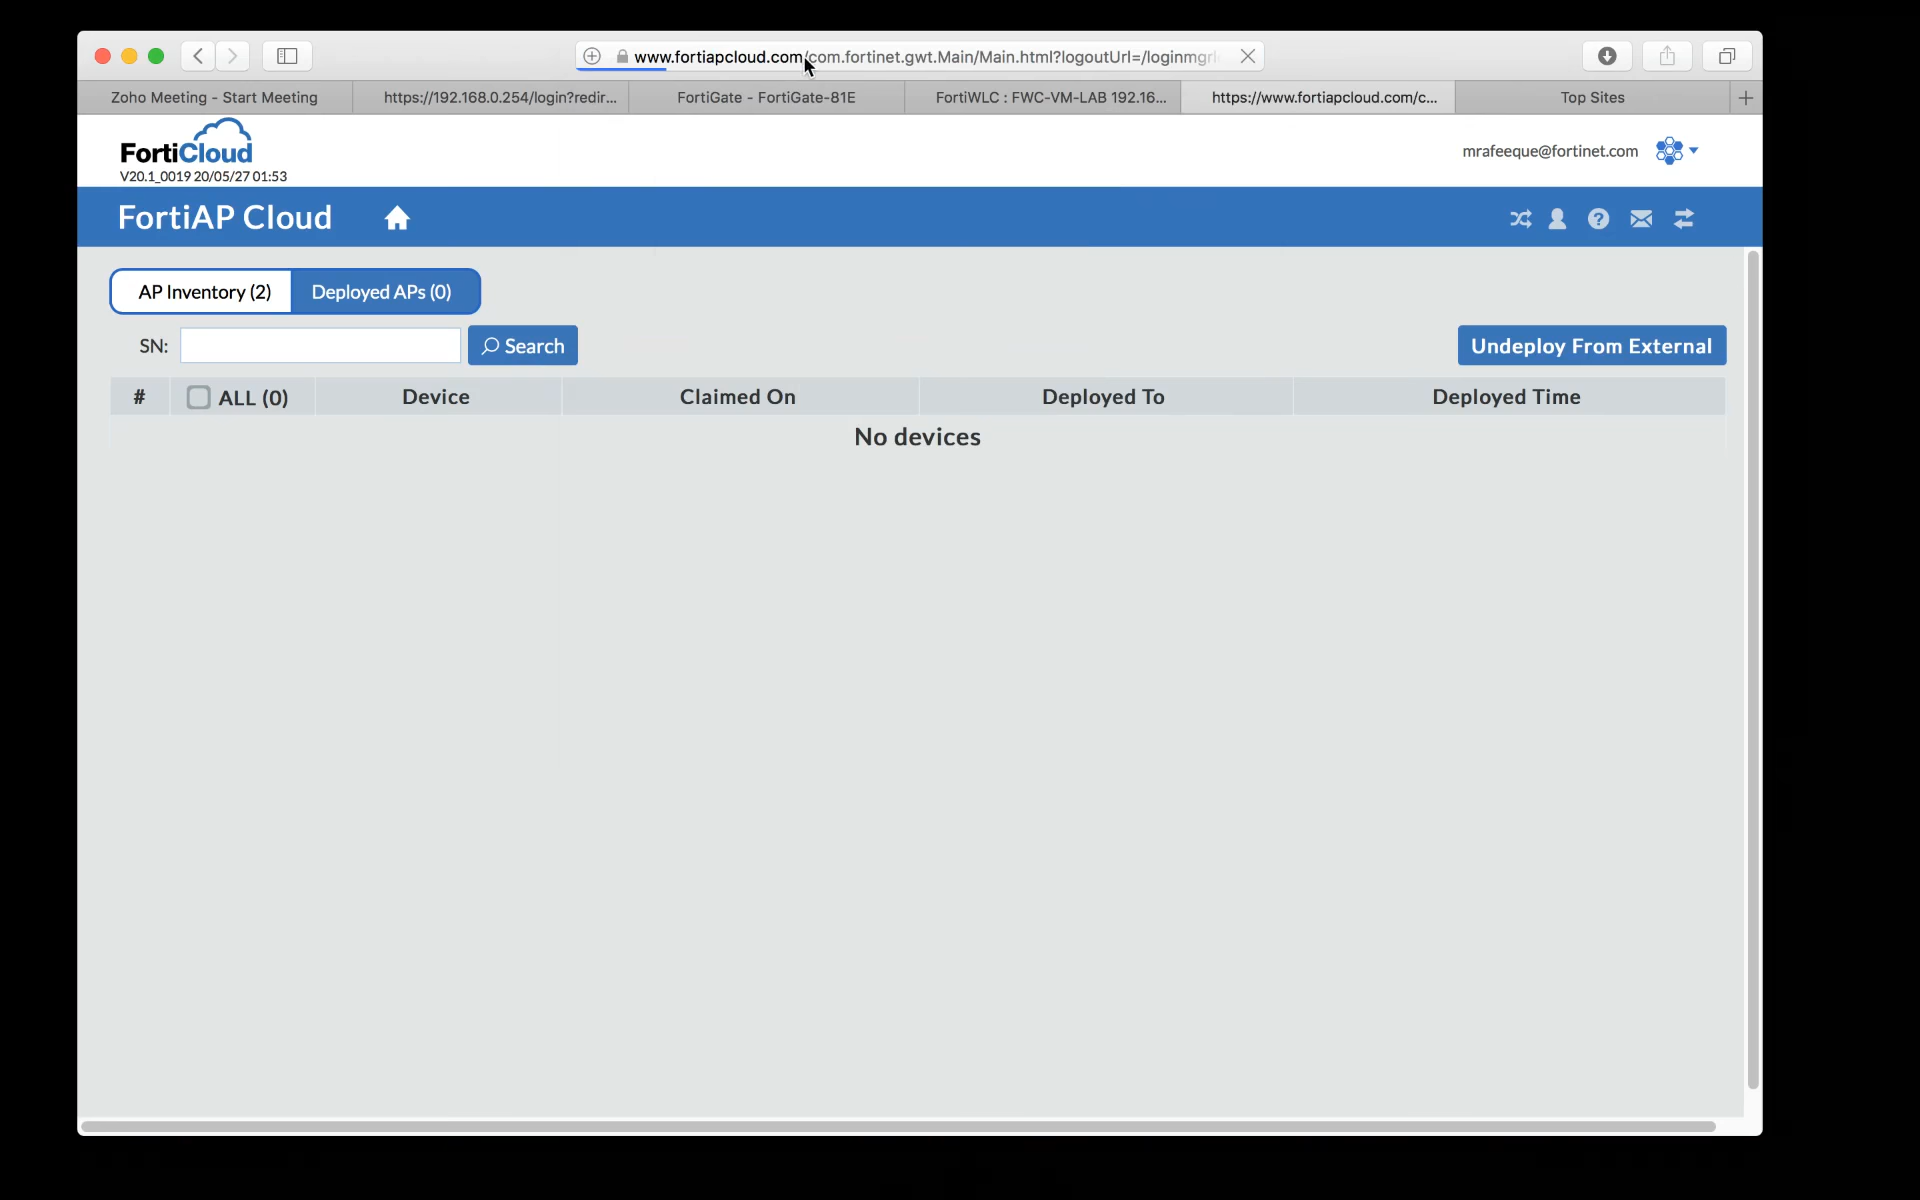 www.fortiapcloud.com/com.fortinet.gwt.Main/Main.html?logoutUrl=/loginmgr
Zoho Meeting - Start Meeting
https://192.168.0.254/login?redir...
FortiGate - FortiGate-81E
FortiWLC : FWC-VM-LAB 192.16...
https://www.fortiapcloud.com/c...
Top Sites
FortiCloud
V20.1_0019 20/05/27 01:53
mrafeeque@fortinet.com
FortiAP Cloud
AP Inventory (2)
Deployed APs (0)
SN:
Search
Undeploy From External
#
ALL (0)
Device
Claimed On
Deployed To
Deployed Time
No devices